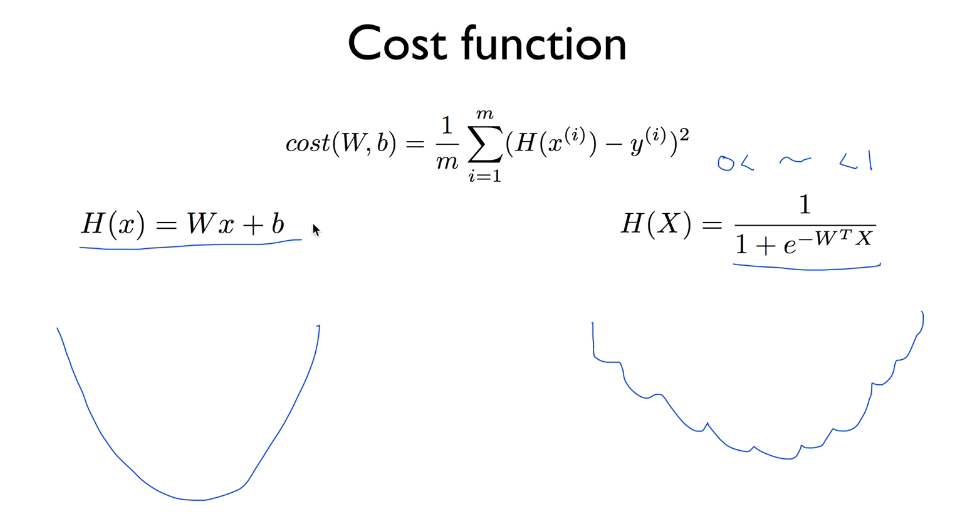 Cost function
cost(W, b) = \frac{1}{m} \sum_{i=1}^{m} (H(x^{(i)}) - y^{(i)})^2
0< ~ <1
H(x) = Wx + b
H(X) = \frac{1}{1 + e^{-W^T X}}